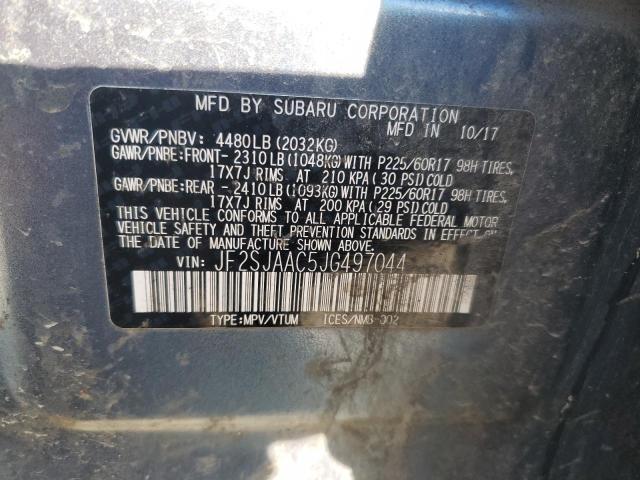 MFD BY SUBARU CORPORATION
MFD IN 10/17
GVWR/PNBV: 4480LB(2032KG)
GAWR/PNBE:FRONT- 2310LB(1048KG)WITH P225/60R17 98H TIRES,
17X7J RIMS AT 210 KPA(30 PSI)COLD
GAWR/PNBE:REAR -2410LB(1093KG)WITH P225/60R17 98H TIRES,
17X7J RIMS AT 200 KPA(29 PSI)COLD
THIS VEHICLE CONFORMS TO ALL APPLICABLE FEDERAL MOTOR
VEHICLE SAFETY AND THEFT PREVENTION STANDARDS IN EFFECT ON
THE DATE OF MANUFACTURE SHOWN ABOVE.
VIN: JF2SJAAC5JG497044
TYPE:MPV/VTUM ICES/NMB-002